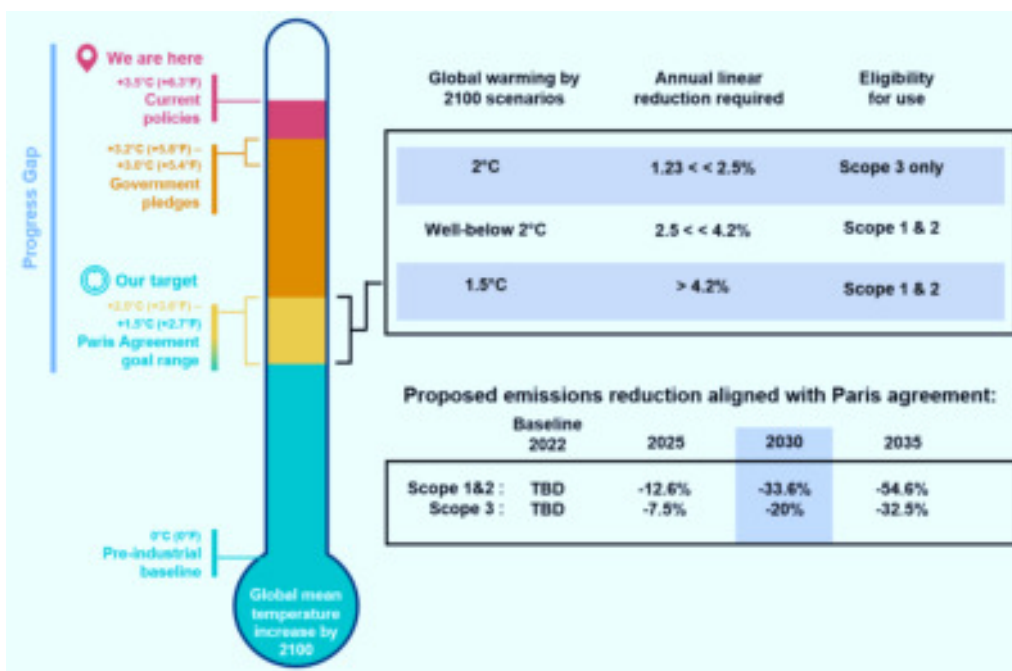 We are here
+3.5°C (+6.3°F)
Current
policies
+3.2°C (+5.8°F) –
+3.0°C (+5.4°F)
Government
pledges
Progress Gap
Our target
+2.0°C (+3.6°F) –
+1.5°C (+2.7°F)
Paris Agreement
goal range
0°C (0°F)
Pre-industrial
baseline
Global mean
temperature
increase by
2100
Global warming by Annual linear Eligibility
2100 scenarios reduction required for use
2°C 1.23 < < 2.5% Scope 3 only
Well-below 2°C 2.5 < < 4.2% Scope 1 & 2
1.5°C > 4.2% Scope 1 & 2
Proposed emissions reduction aligned with Paris agreement:
Baseline
2022 2025 2030 2035
Scope 1&2 : TBD -12.6% -33.6% -54.6%
Scope 3 : TBD -7.5% -20% -32.5%